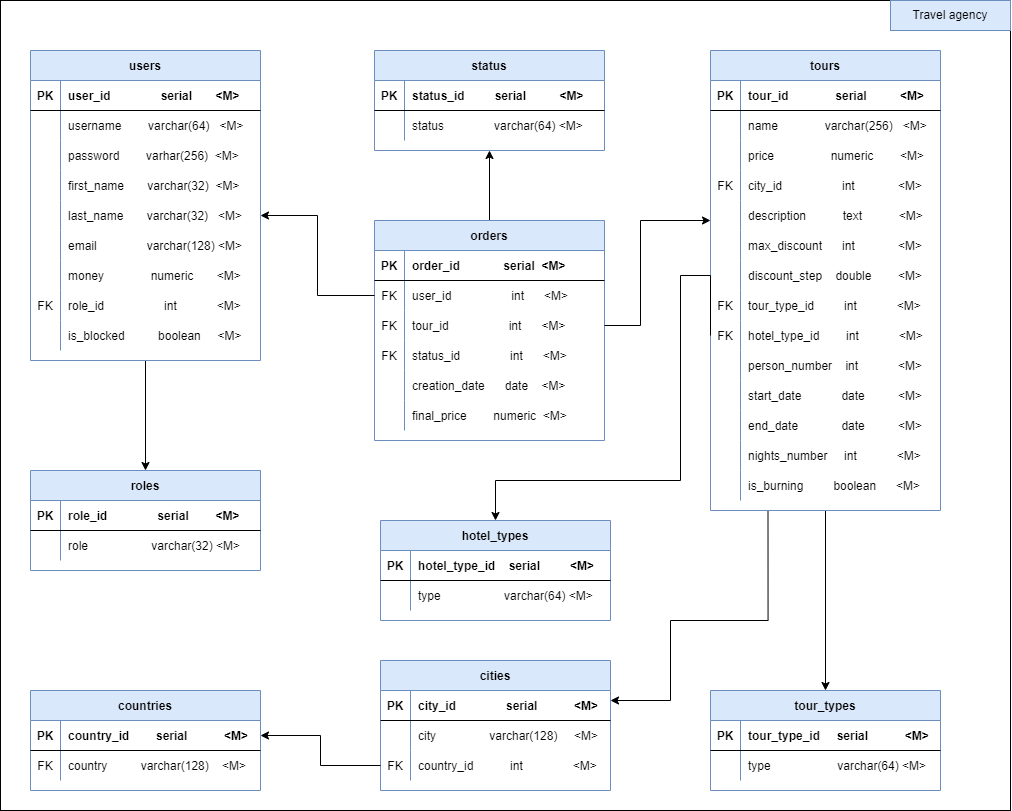 Travel agency
users
PK user_id serial <M>
username varchar(64) <M>
password varhar(256) <M>
first_name varchar(32) <M>
last_name varchar(32) <M>
email varchar(128) <M>
money numeric <M>
FK role_id int <M>
is_blocked boolean <M>
status
PK status_id serial <M>
status varchar(64) <M>
tours
PK tour_id serial <M>
name varchar(256) <M>
price numeric <M>
FK city_id int <M>
description text <M>
max_discount int <M>
discount_step double <M>
FK tour_type_id int <M>
FK hotel_type_id int <M>
person_number int <M>
start_date date <M>
end_date date <M>
nights_number int <M>
is_burning boolean <M>
orders
PK order_id serial <M>
FK user_id int <M>
FK tour_id int <M>
FK status_id int <M>
creation_date date <M>
final_price numeric <M>
roles
PK role_id serial <M>
role varchar(32) <M>
hotel_types
PK hotel_type_id serial <M>
type varchar(64) <M>
countries
PK country_id serial <M>
FK country varchar(128) <M>
cities
PK city_id serial <M>
city varchar(128) <M>
FK country_id int <M>
tour_types
PK tour_type_id serial <M>
type varchar(64) <M>